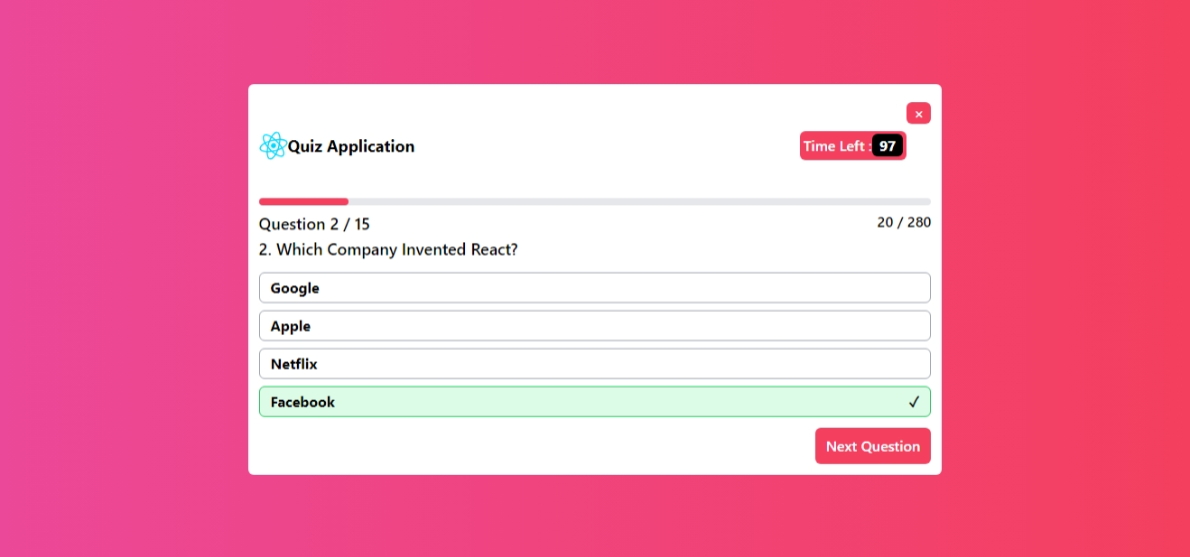 ×
Quiz Application
Time Left : 97
Question 2 / 15
20 / 280
2. Which Company Invented React?
Google
Apple
Netflix
Facebook ✓
Next Question